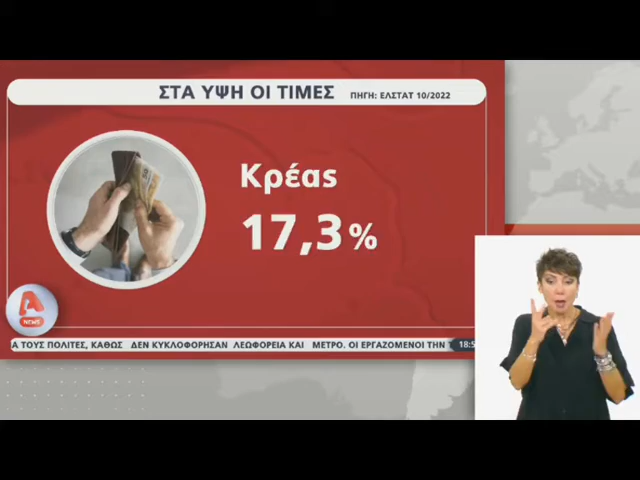 ΣΤΑ ΥΨΗ ΟΙ ΤΙΜΕΣ ΠΗΓΗ: ΕΛΣΤΑΤ 10/2022
Κρέας
17,3%
A
NEWS
Α ΤΟΥΣ ΠΟΛΙΤΕΣ, ΚΑΘΩΣ ΔΕΝ ΚΥΚΛΟΦΟΡΗΣΑΝ ΛΕΩΦΟΡΕΙΑ ΚΑΙ ΜΕΤΡΟ. ΟΙ ΕΡΓΑΖΟΜΕΝΟΙ ΤΗΝ